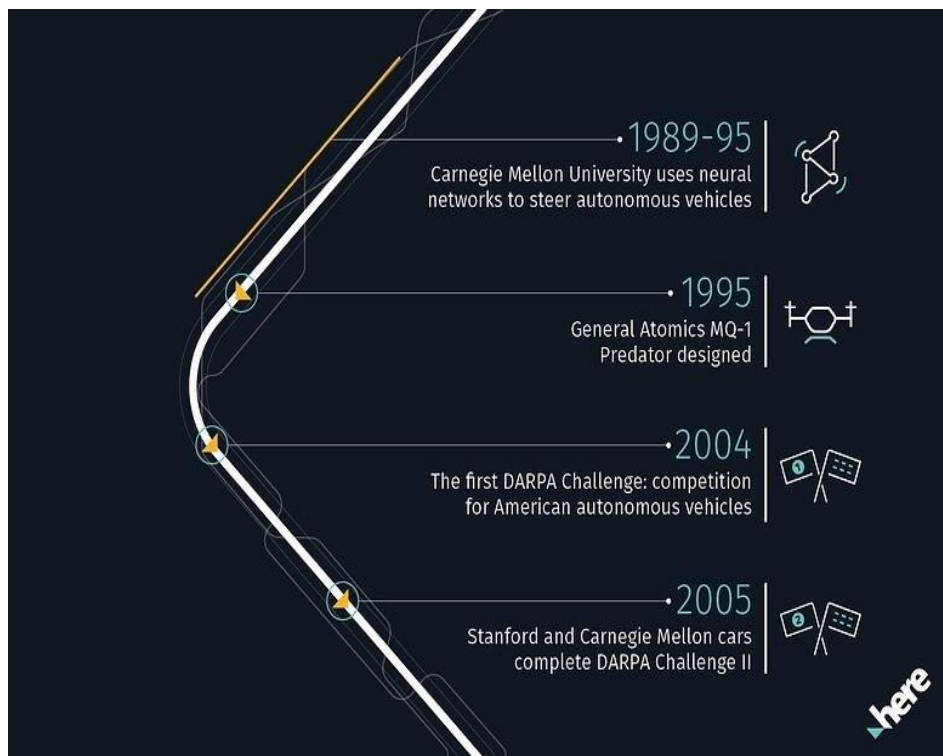 1989-95
Carnegie Mellon University uses neural
networks to steer autonomous vehicles
1995
General Atomics MQ-1
Predator designed
2004
The first DARPA Challenge: competition
for American autonomous vehicles
1
2005
Stanford and Carnegie Mellon cars
complete DARPA Challenge II
2
here